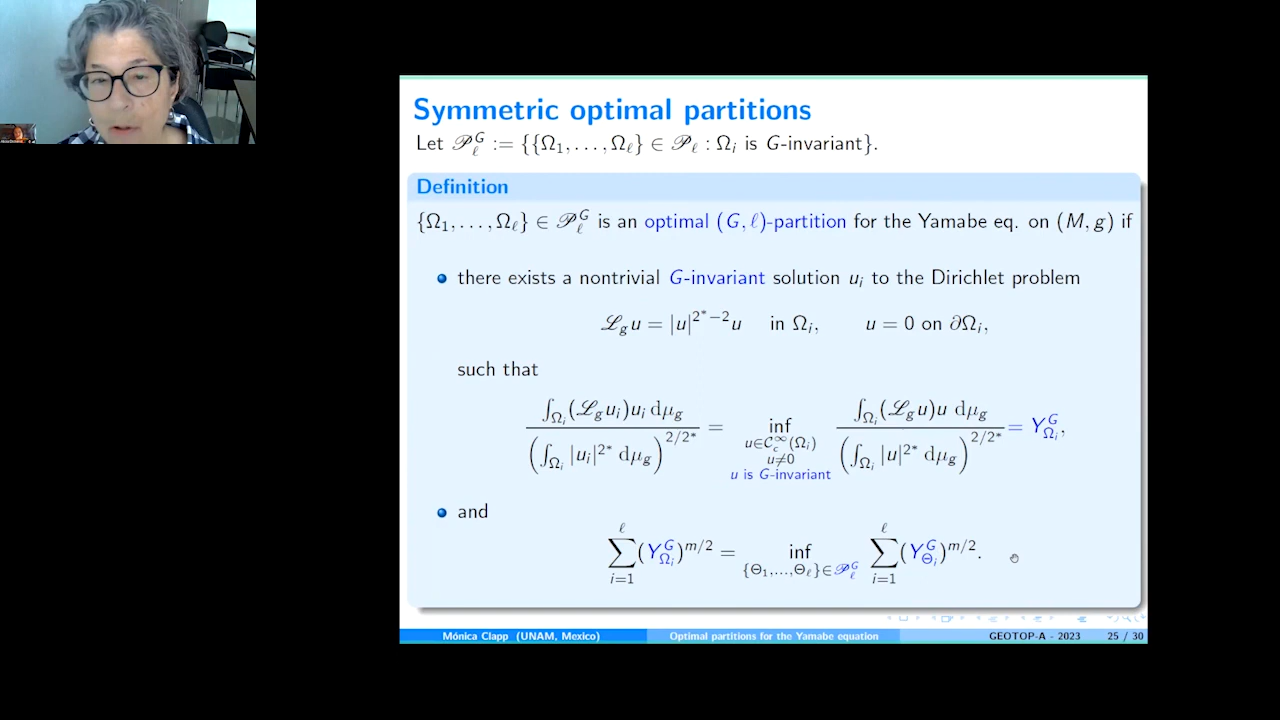 Symmetric optimal partitions
Let 𝒫_ℓ^G := {{Ω₁, . . . , Ω_ℓ} ∈ 𝒫_ℓ : Ω_i is G-invariant}.
Definition
{Ω₁, . . . , Ω_ℓ} ∈ 𝒫_ℓ^G is an optimal (G, ℓ)-partition for the Yamabe eq. on (M, g) if
there exists a nontrivial G-invariant solution u_i to the Dirichlet problem
ℒ_g u = |u|^{2*−2}u in Ω_i, u = 0 on ∂Ω_i,
such that
∫_{Ω_i}(ℒ_g u_i)u_i dμ_g / (∫_{Ω_i} |u_i|^{2*} dμ_g)^{2/2*} = inf_{u∈𝒞_c^∞(Ω_i) u≠0 u is G-invariant} ∫_{Ω_i}(ℒ_g u)u dμ_g / (∫_{Ω_i} |u|^{2*} dμ_g)^{2/2*} = Y_{Ω_i}^G,
and
∑_{i=1}^ℓ (Y_{Ω_i}^G)^{m/2} = inf_{{Θ₁,...,Θ_ℓ}∈𝒫_ℓ^G} ∑_{i=1}^ℓ (Y_{Θ_i}^G)^{m/2}.
Mónica Clapp (UNAM, Mexico) Optimal partitions for the Yamabe equation GEOTOP-A - 2023 25 / 30